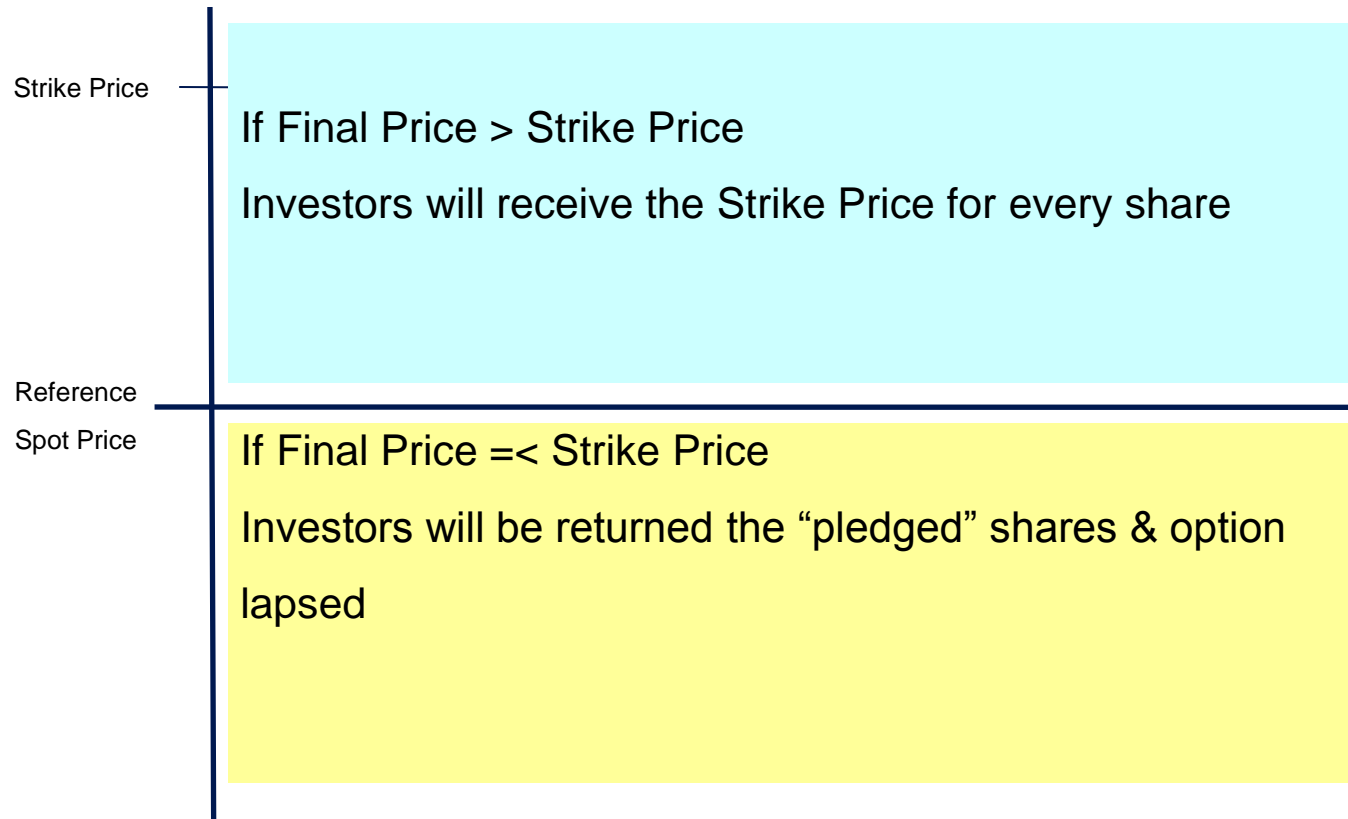 Strike Price
If Final Price > Strike Price
Investors will receive the Strike Price for every share
Reference
Spot Price
If Final Price =< Strike Price
Investors will be returned the “pledged” shares & option
lapsed